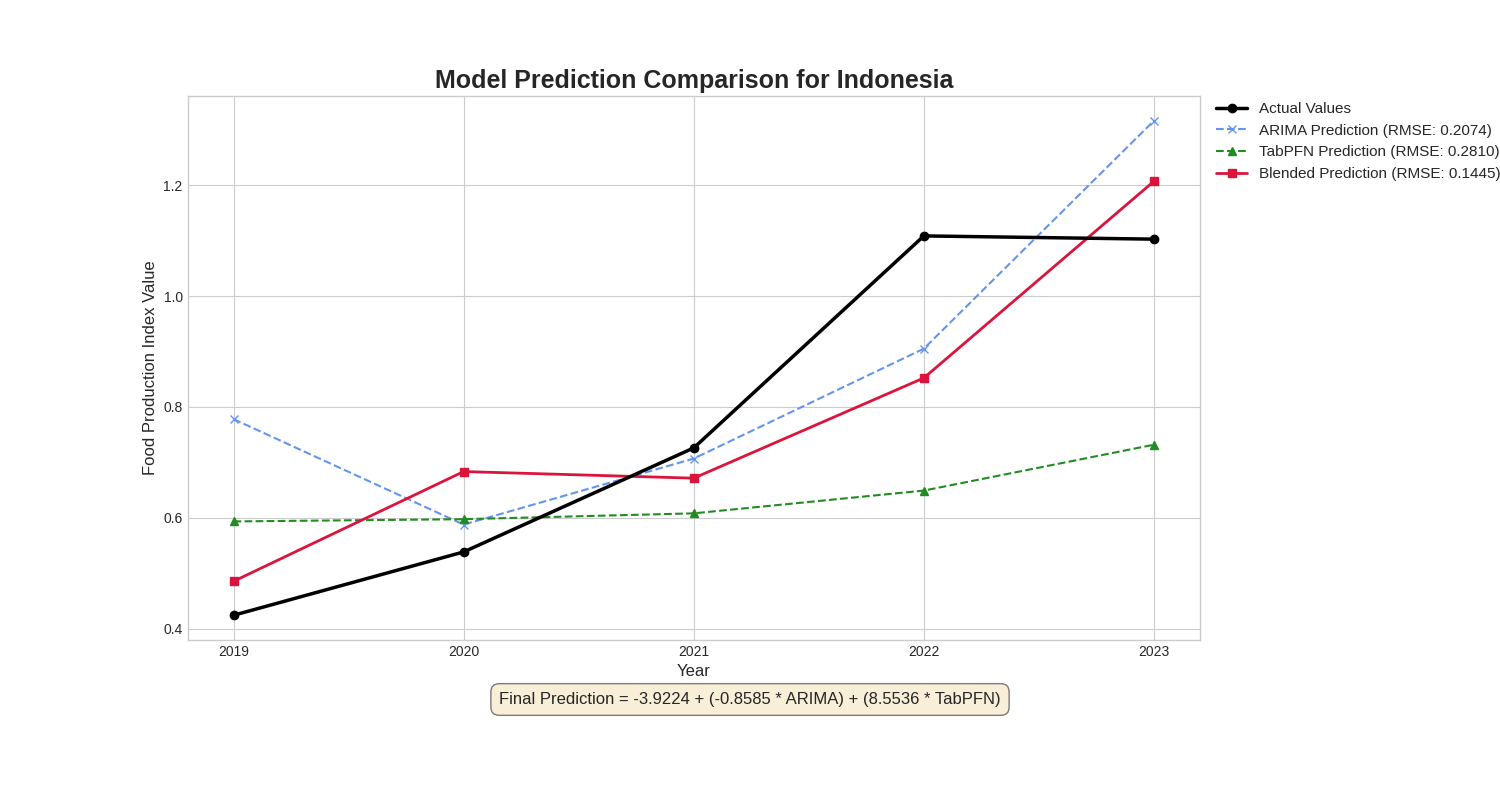 Model Prediction Comparison for Indonesia
Actual Values
ARIMA Prediction (RMSE: 0.2074)
TabPFN Prediction (RMSE: 0.2810)
Blended Prediction (RMSE: 0.1445)
Food Production Index Value
1.2
1.0
0.8
0.6
0.4
2019 2020 2021 2022 2023
Year
Final Prediction = -3.9224 + (-0.8585 * ARIMA) + (8.5536 * TabPFN)